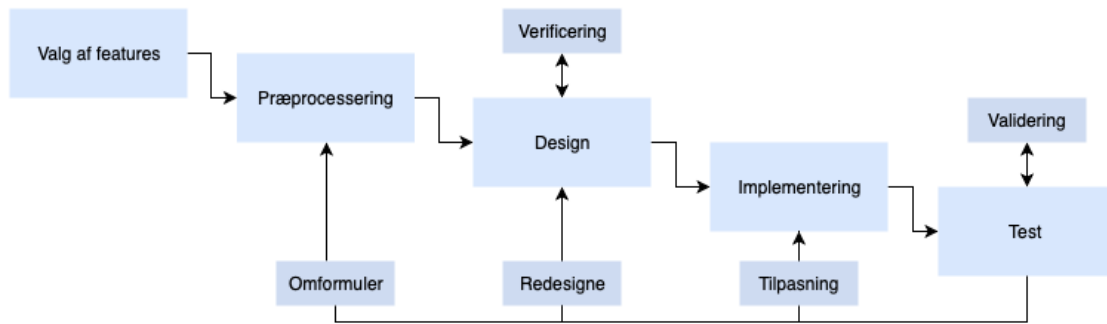 Valg af features
Præprocessering
Verificering
Design
Implementering
Validering
Test
Omformuler
Redesigne
Tilpasning